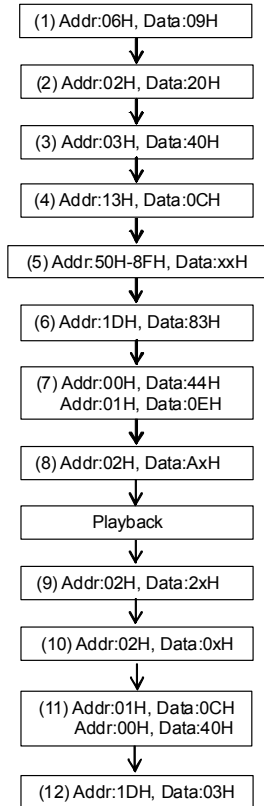 (1) Addr:06H, Data:09H
(2) Addr:02H, Data:20H
(3) Addr:03H, Data:40H
(4) Addr:13H, Data:0CH
(5) Addr:50H-8FH, Data:xxH
(6) Addr:1DH, Data:83H
(7) Addr:00H, Data:44H
Addr:01H, Data:0EH
(8) Addr:02H, Data:AxH
Playback
(9) Addr:02H, Data:2xH
(10) Addr:02H, Data:0xH
(11) Addr:01H, Data:0CH
Addr:00H, Data:40H
(12) Addr:1DH, Data:03H